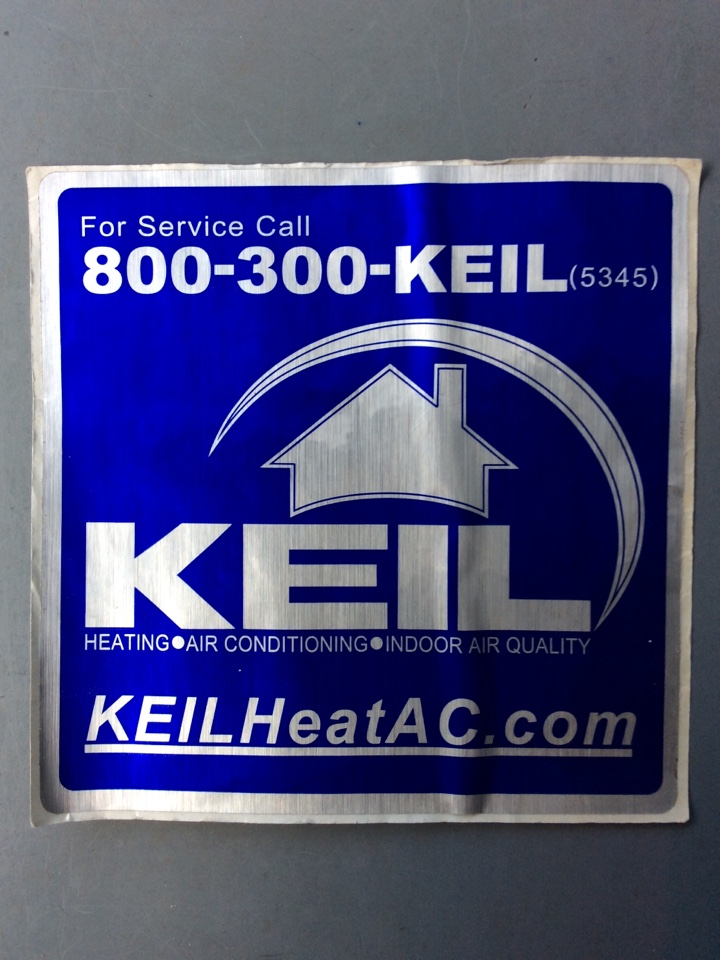 For Service Call
800-300-KEIL(5345)
KEIL
HEATING●AIR CONDITIONING●INDOOR AIR QUALITY
KEILHeatAC.com